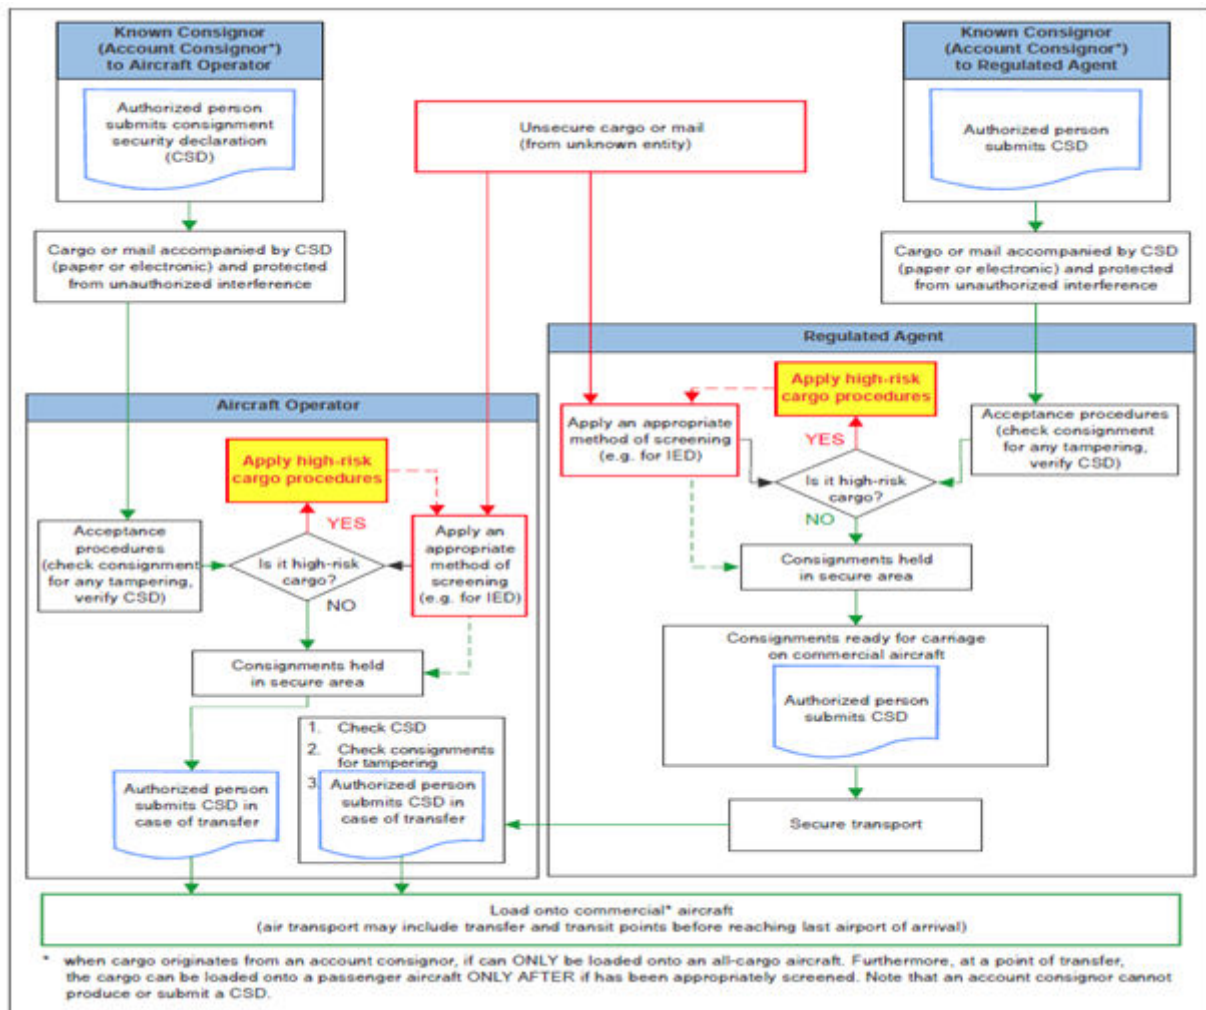 Known Consignor
(Account Consignor*)
to Aircraft Operator
Authorized person
submits consignment
security declaration
(CSD)
Unsecure cargo or mail
(from unknown entity)
Known Consignor
(Account Consignor*)
to Regulated Agent
Authorized person
submits CSD
Cargo or mail accompanied by CSD
(paper or electronic) and protected
from unauthorized interference
Cargo or mail accompanied by CSD
(paper or electronic) and protected
from unauthorized interference
Aircraft Operator
Apply high-risk
cargo procedures
YES
Acceptance
procedures
(check consignment
for any tampering,
verify CSD)
Is it high-risk
cargo?
NO
Apply an
appropriate
method of
screening
(e.g. for IED)
Consignments held
in secure area
Authorized person
submits CSD in
case of transfer
1. Check CSD
2. Check consignments
for tampering
3.
Authorized person
submits CSD in
case of transfer
Regulated Agent
Apply high-risk
cargo procedures
YES
Apply an appropriate
method of screening
(e.g. for IED)
Is it high-risk
cargo?
NO
Acceptance procedures
(check consignment
for any tampering,
verify CSD)
Consignments held
in secure area
Consignments ready for carriage
on commercial aircraft
Authorized person
submits CSD
Secure transport
Load onto commercial* aircraft
(air transport may include transfer and transit points before reaching last airport of arrival)
* when cargo originates from an account consignor, if can ONLY be loaded onto an all-cargo aircraft. Furthermore, at a point of transfer,
the cargo can be loaded onto a passenger aircraft ONLY AFTER if has been appropriately screened. Note that an account consignor cannot
produce or submit a CSD.